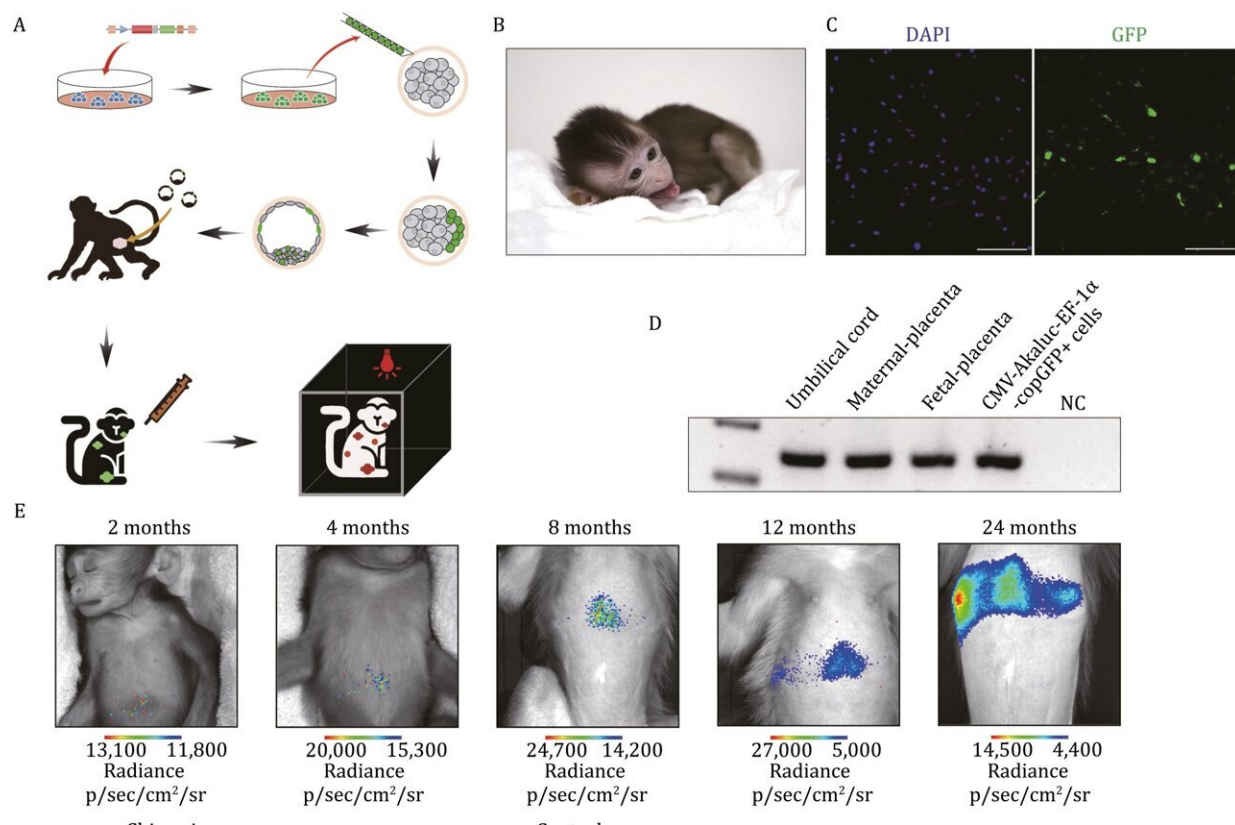 A
B
C
DAPI
GFP
D
Umbilical cord
Maternal-placenta
Fetal-placenta
CMV-Akaluc-EF-1α
-copGFP+ cells
NC
E
2 months
4 months
8 months
12 months
24 months
13,100 11,800
Radiance
p/sec/cm²/sr
20,000 15,300
Radiance
p/sec/cm²/sr
24,700 14,200
Radiance
p/sec/cm²/sr
27,000 5,000
Radiance
p/sec/cm²/sr
14,500 4,400
Radiance
p/sec/cm²/sr